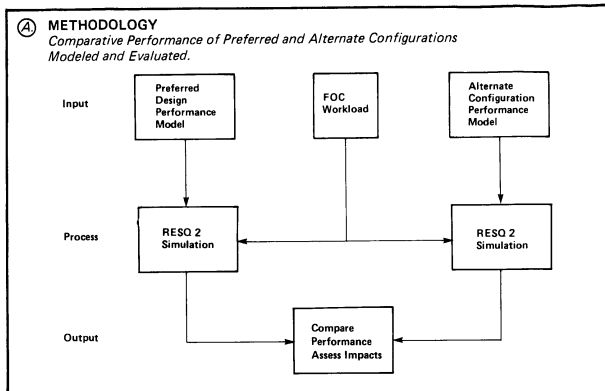 A. METHODOLOGY
Comparative Performance of Preferred and Alternate Configurations
Modeled and Evaluated.
Input
Preferred
Design
Performance
Model
FOC
Workload
Alternate
Configuration
Performance
Model
Process
RESQ 2
Simulation
RESQ 2
Simulation
Output
Compare
Performance
Assess Impacts